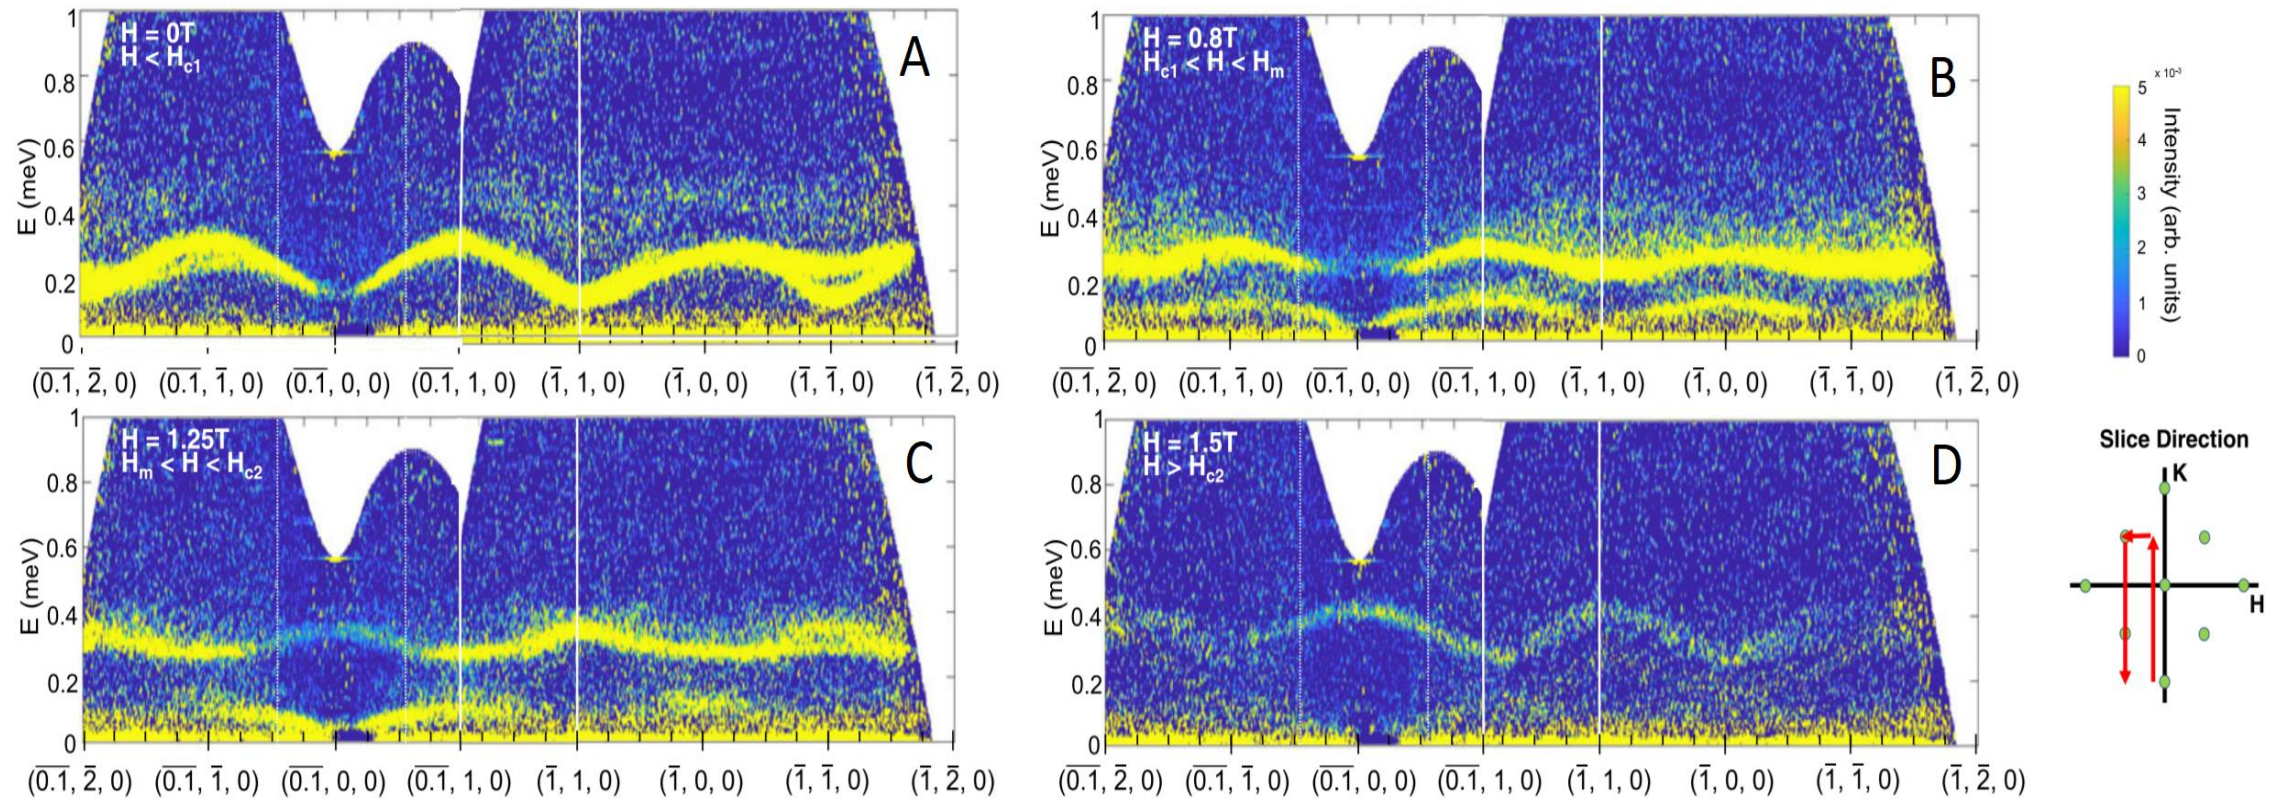 H = 0T
H < Hc1
A
E (meV)
0.8
0.6
0.4
0.2
0
(0.1̅, 2̅, 0) (0.1̅, 1̅, 0) (0.1̅, 0, 0) (0.1̅, 1, 0) (1̅, 1, 0) (1̅, 0, 0) (1̅, 1̅, 0) (1̅, 2̅, 0)
H = 0.8T
Hc1 < H < Hm
B
E (meV)
1
0.8
0.6
0.4
0.2
0
(0.1̅, 2̅, 0) (0.1̅, 1̅, 0) (0.1̅, 0, 0) (0.1̅, 1, 0) (1̅, 1, 0) (1̅, 0, 0) (1̅, 1̅, 0) (1̅, 2̅, 0)
x 10⁻³
5
4
3
2
1
0
Intensity (arb. units)
H = 1.25T
Hm < H < Hc2
C
E (meV)
1
0.8
0.6
0.4
0.2
0
(0.1̅, 2̅, 0) (0.1̅, 1̅, 0) (0.1̅, 0, 0) (0.1̅, 1, 0) (1̅, 1, 0) (1̅, 0, 0) (1̅, 1̅, 0) (1̅, 2̅, 0)
H = 1.5T
H > Hc2
D
E (meV)
1
0.8
0.6
0.4
0.2
0
(0.1̅, 2̅, 0) (0.1̅, 1̅, 0) (0.1̅, 0, 0) (0.1̅, 1, 0) (1̅, 1, 0) (1̅, 0, 0) (1̅, 1̅, 0) (1̅, 2̅, 0)
Slice Direction
K
H